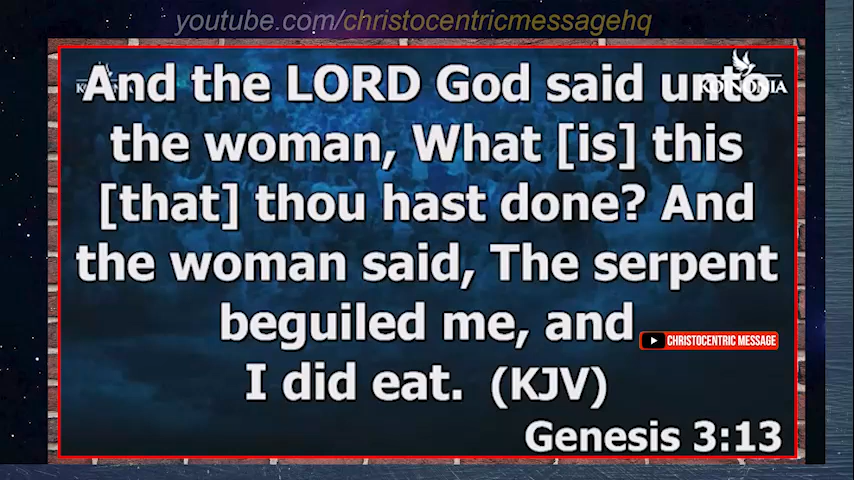 youtube.com/christocentricmessagehq
And the LORD God said unto
KOINONIA
the woman, What [is] this
[that] thou hast done? And
the woman said, The serpent
beguiled me, and
CHRISTOCENTRIC MESSAGE
I did eat. (KJV)
Genesis 3:13